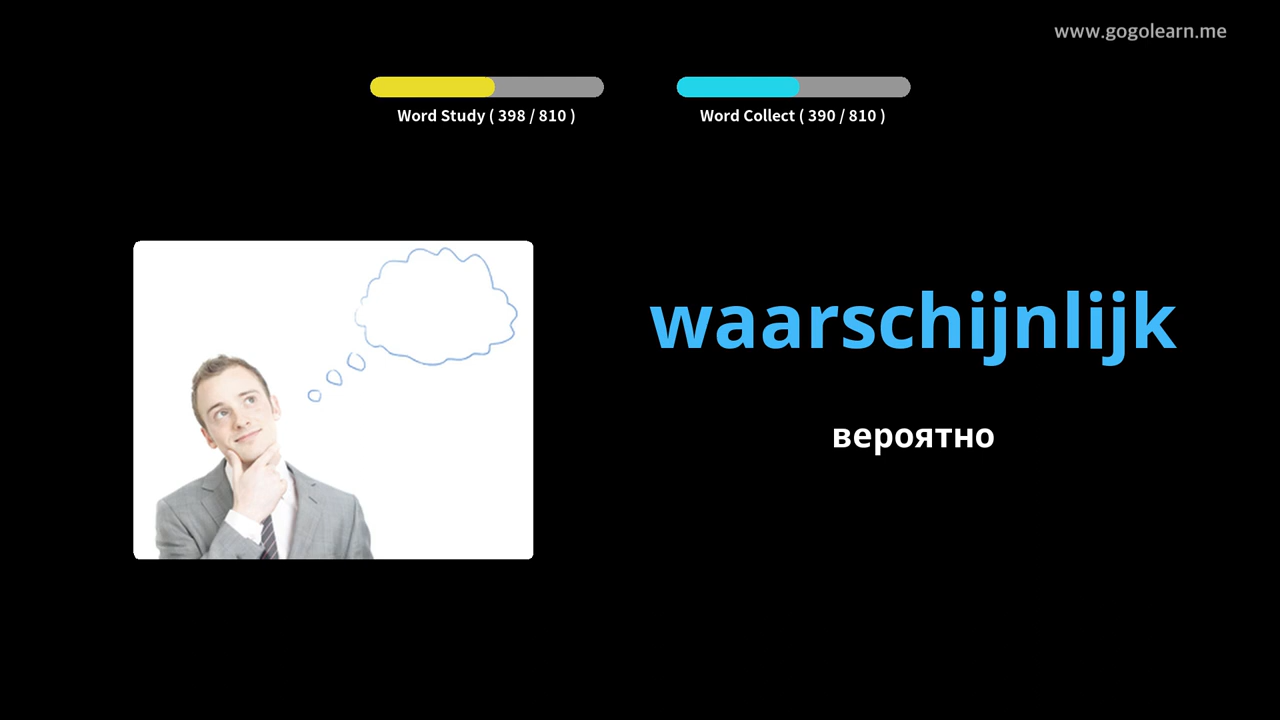 www.gogolearn.me
Word Study ( 398 / 810 )
Word Collect ( 390 / 810 )
waarschijnlijk
вероятно